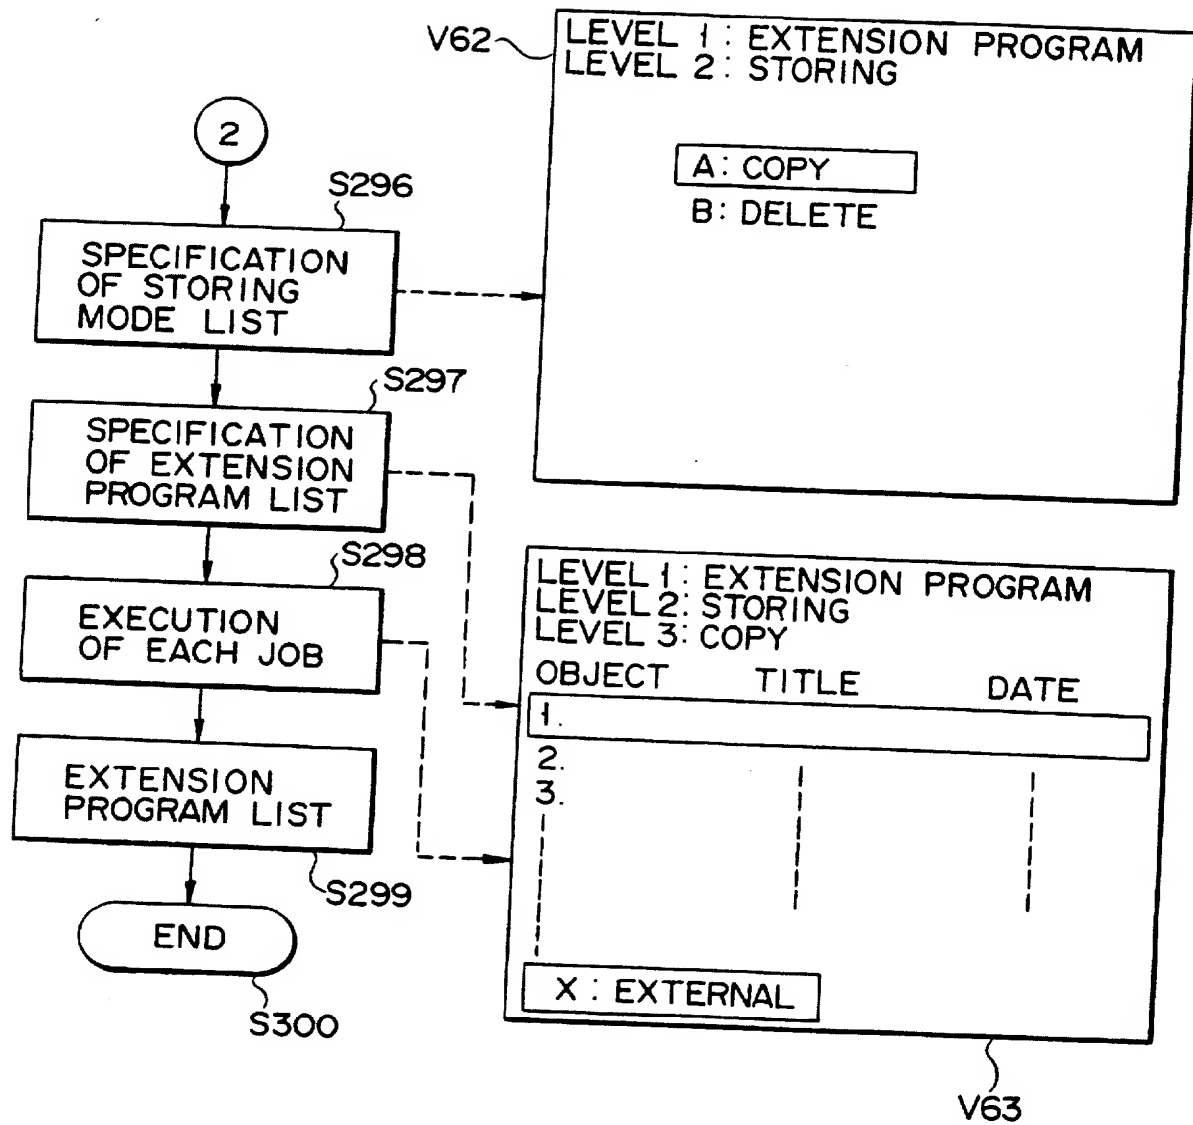 2
S296
SPECIFICATION
OF STORING
MODE LIST
S297
SPECIFICATION
OF EXTENSION
PROGRAM LIST
S298
EXECUTION
OF EACH JOB
EXTENSION
PROGRAM LIST
S299
END
S300
V62
LEVEL 1: EXTENSION PROGRAM
LEVEL 2: STORING
A: COPY
B: DELETE
LEVEL 1: EXTENSION PROGRAM
LEVEL 2: STORING
LEVEL 3: COPY
OBJECT TITLE DATE
1.
2.
3.
X: EXTERNAL
V63